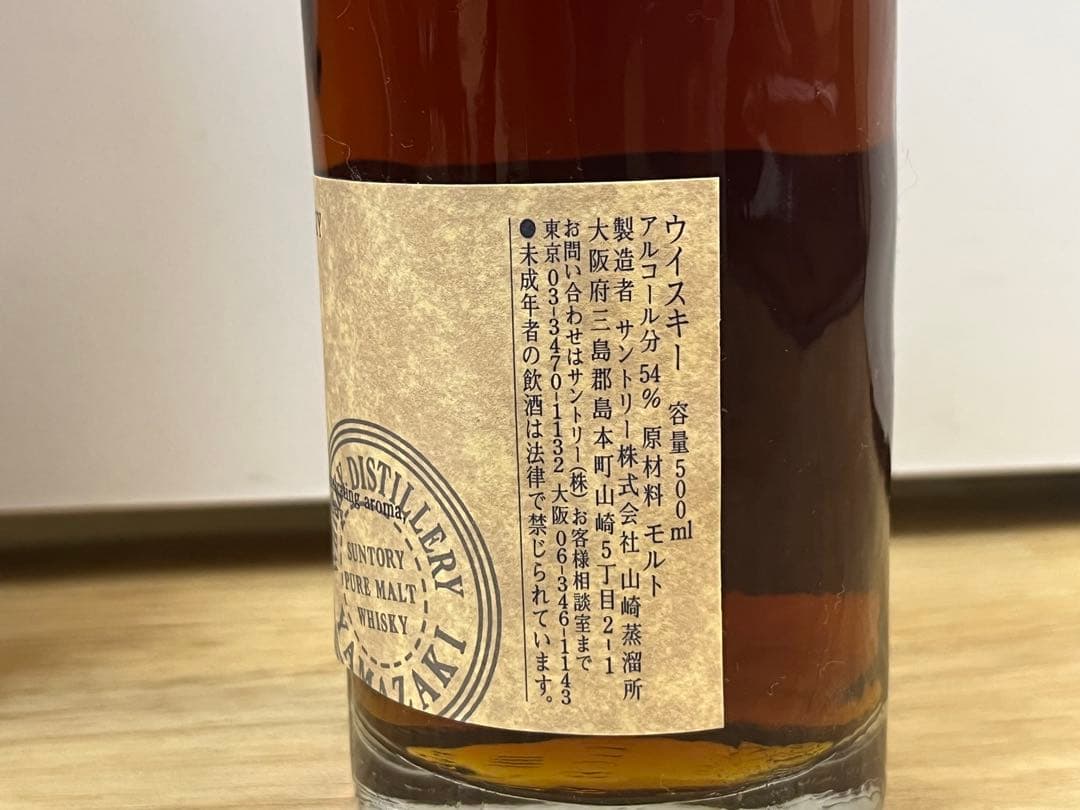 ウイスキー 容量500ml
アルコール分 54% 原材料 モルト
製造者 サントリー株式会社 山崎蒸溜所
大阪府三島郡島本町山崎5丁目2-1
お問い合わせはサントリー(株)お客様相談室まで
東京03-3470-1132 大阪06-346-1143
●未成年者の飲酒は法律で禁じられています。
DISTILLERY
aroma
SUNTORY
PURE MALT
WHISKY
YAMAZAKI